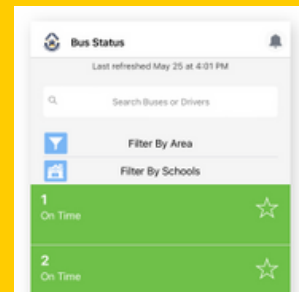 Bus Status
Last refreshed May 25 at 4:01 PM
Search Buses or Drivers
Filter By Area
Filter By Schools
1
On Time
2
On Time